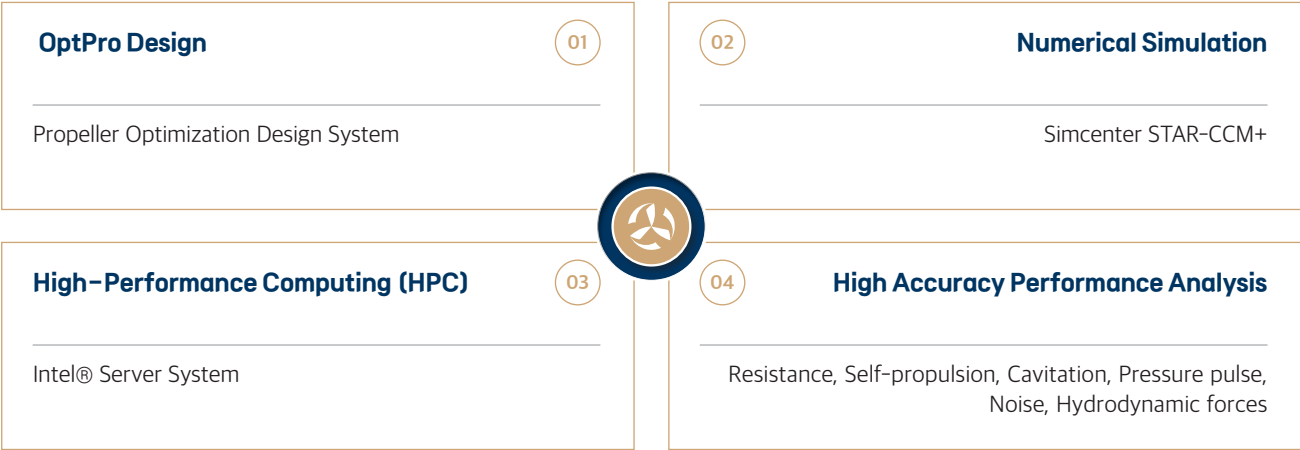 OptPro Design
01
Propeller Optimization Design System
02
Numerical Simulation
Simcenter STAR-CCM+
High-Performance Computing (HPC)
03
Intel® Server System
04
High Accuracy Performance Analysis
Resistance, Self-propulsion, Cavitation, Pressure pulse,
Noise, Hydrodynamic forces